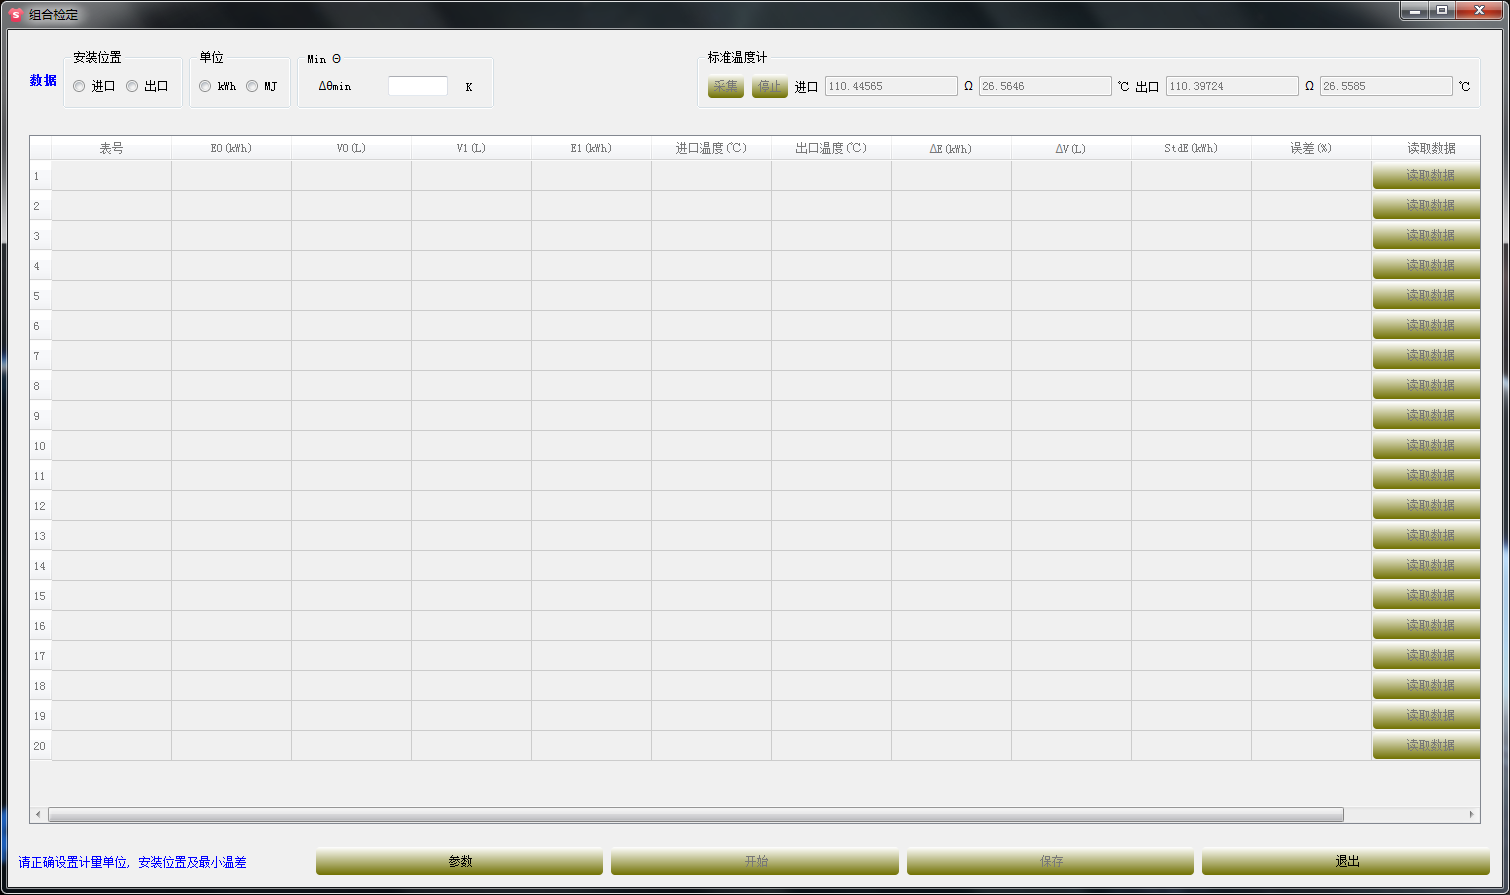 组合检定
安装位置
单位
Min Θ
标准温度计
数据
进口 出口
kWh MJ
Δθmin K
采集 停止 进口 110.44565 Ω 26.5646 ℃ 出口 110.39724 Ω 26.5585 ℃
表号 E0(kWh) V0(L) V1(L) E1(kWh) 进口温度(℃) 出口温度(℃) ΔE(kWh) ΔV(L) StdE(kWh) 误差(%) 读取数据
1 读取数据
2 读取数据
3 读取数据
4 读取数据
5 读取数据
6 读取数据
7 读取数据
8 读取数据
9 读取数据
10 读取数据
11 读取数据
12 读取数据
13 读取数据
14 读取数据
15 读取数据
16 读取数据
17 读取数据
18 读取数据
19 读取数据
20 读取数据
请正确设置计量单位, 安装位置及最小温差 参数 开始 保存 退出